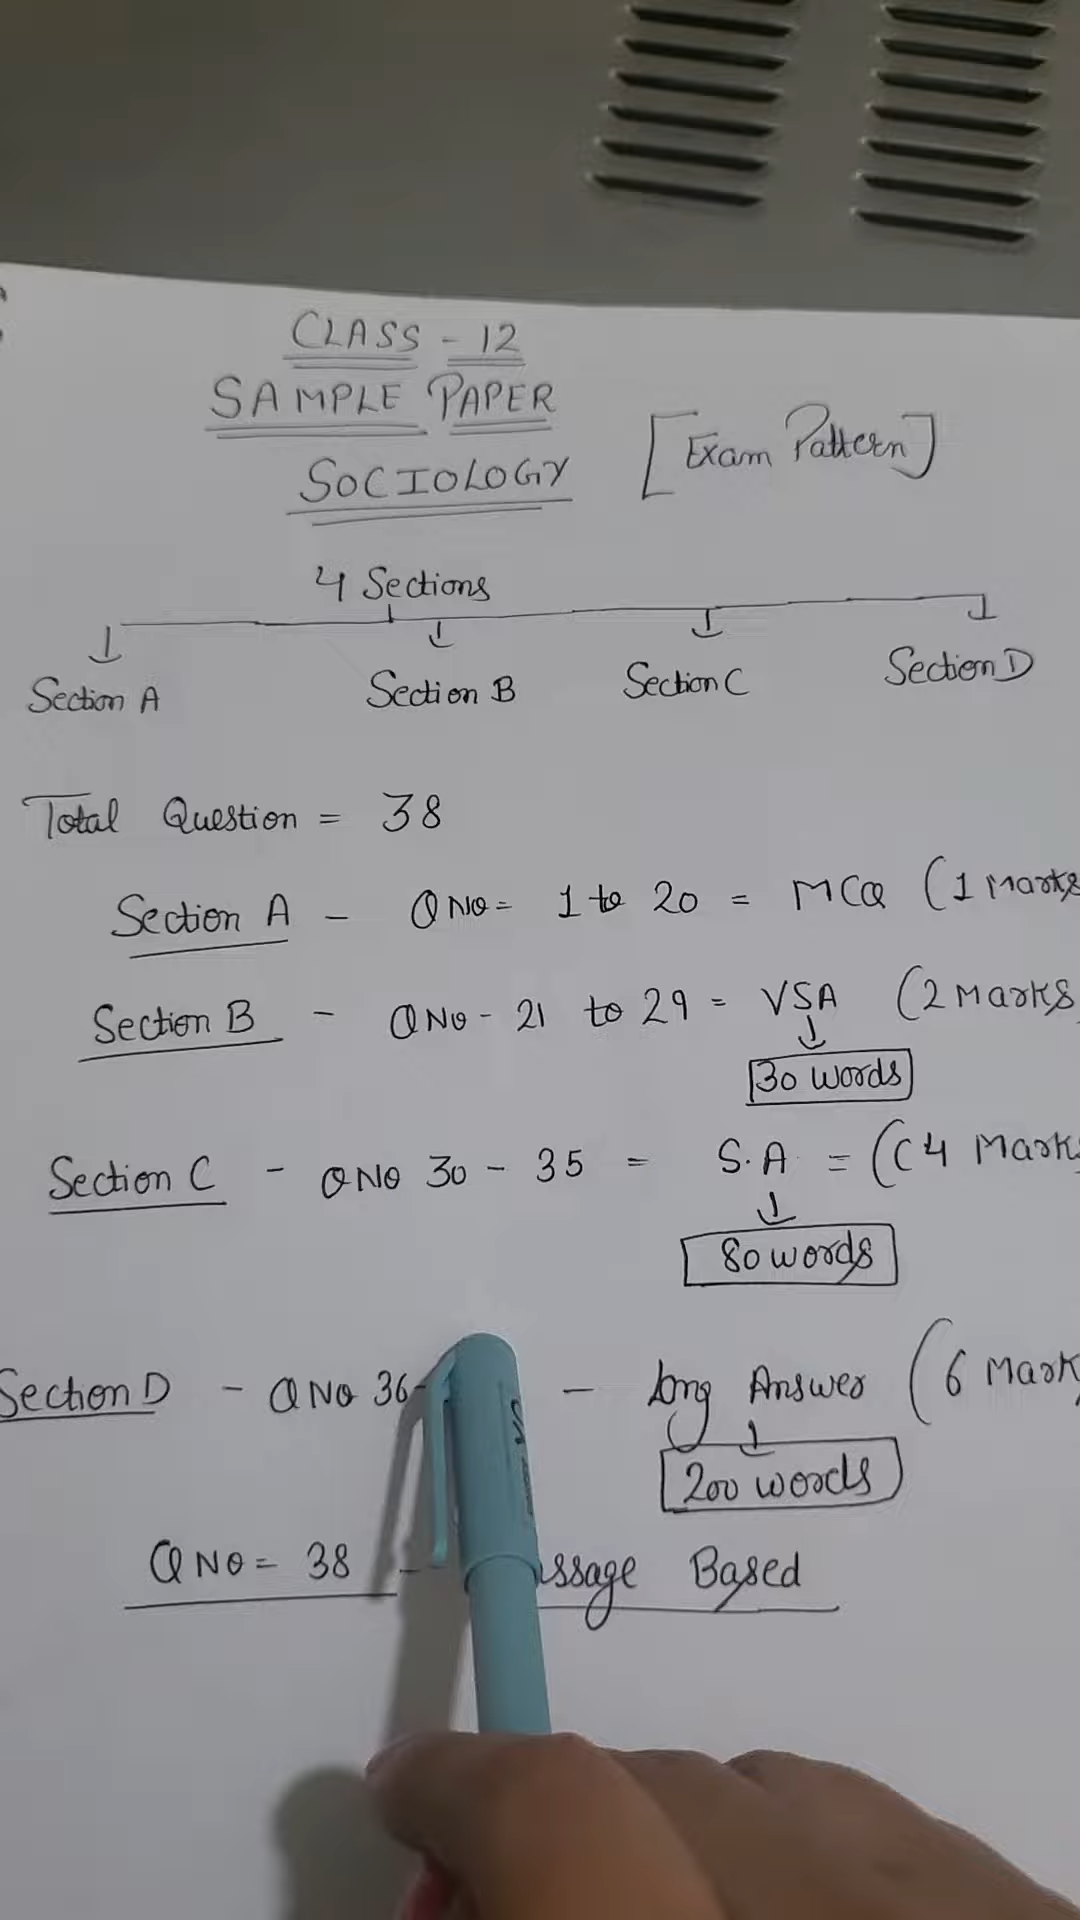 CLASS - 12
SAMPLE PAPER
SOCIOLOGY [Exam Pattern]
4 Sections
Section A Section B Section C Section D
Total Question = 38
Section A - Q NO = 1 to 20 = MCQ (1 Marks
Section B - Q NO - 21 to 29 = VSA (2 Marks
30 words
Section C - Q NO 30 - 35 = S.A = ((4 Mark
80 words
Section D - Q NO 36 - - long Answer (6 Mark
200 words
Q NO = 38 - ssage Based